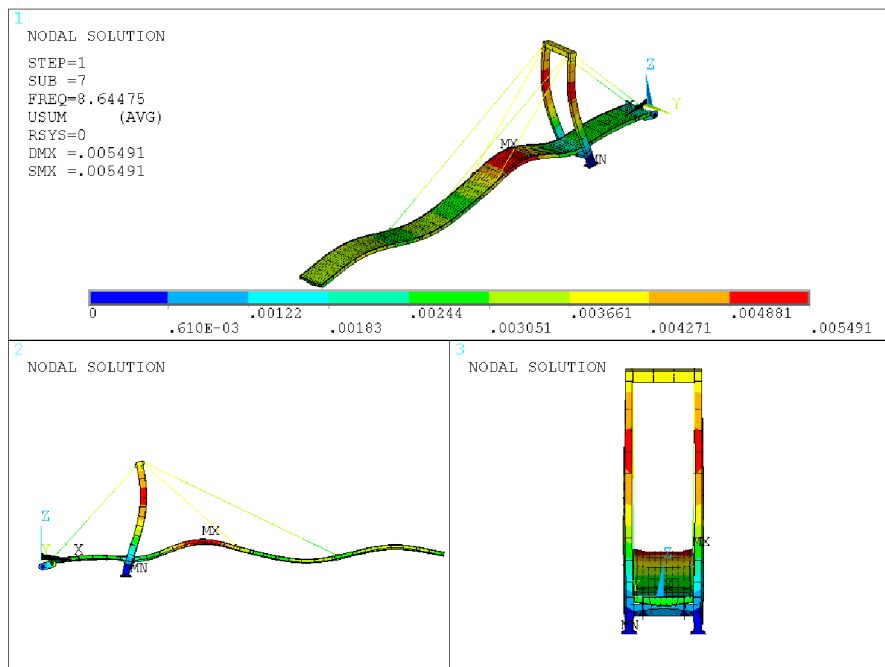 1
NODAL SOLUTION
STEP=1
SUB =7
FREQ=8.64475
USUM (AVG)
RSYS=0
DMX =.005491
SMX =.005491
Z
Y
X
MX
MN
0 .00122 .00244 .003661 .004881
.610E-03 .00183 .003051 .004271 .005491
2
NODAL SOLUTION
Z
Y X
MX
MN
3
NODAL SOLUTION
MX
Z
Y
MN